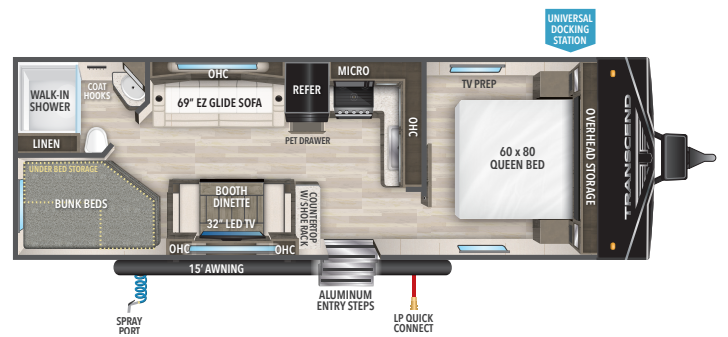 UNIVERSAL
DOCKING
STATION
OHC
MICRO
WALK-IN
SHOWER
COAT
HOOKS
69" EZ GLIDE SOFA
REFER
TV PREP
LINEN
PET DRAWER
OHC
60 x 80
QUEEN BED
OVERHEAD STORAGE
TRANSCEND
UNDER BED STORAGE
BUNK BEDS
BOOTH
DINETTE
32" LED TV
COUNTERTOP
W/SHOE RACK
OHC
OHC
15' AWNING
ALUMINUM
ENTRY STEPS
SPRAY
PORT
LP QUICK
CONNECT